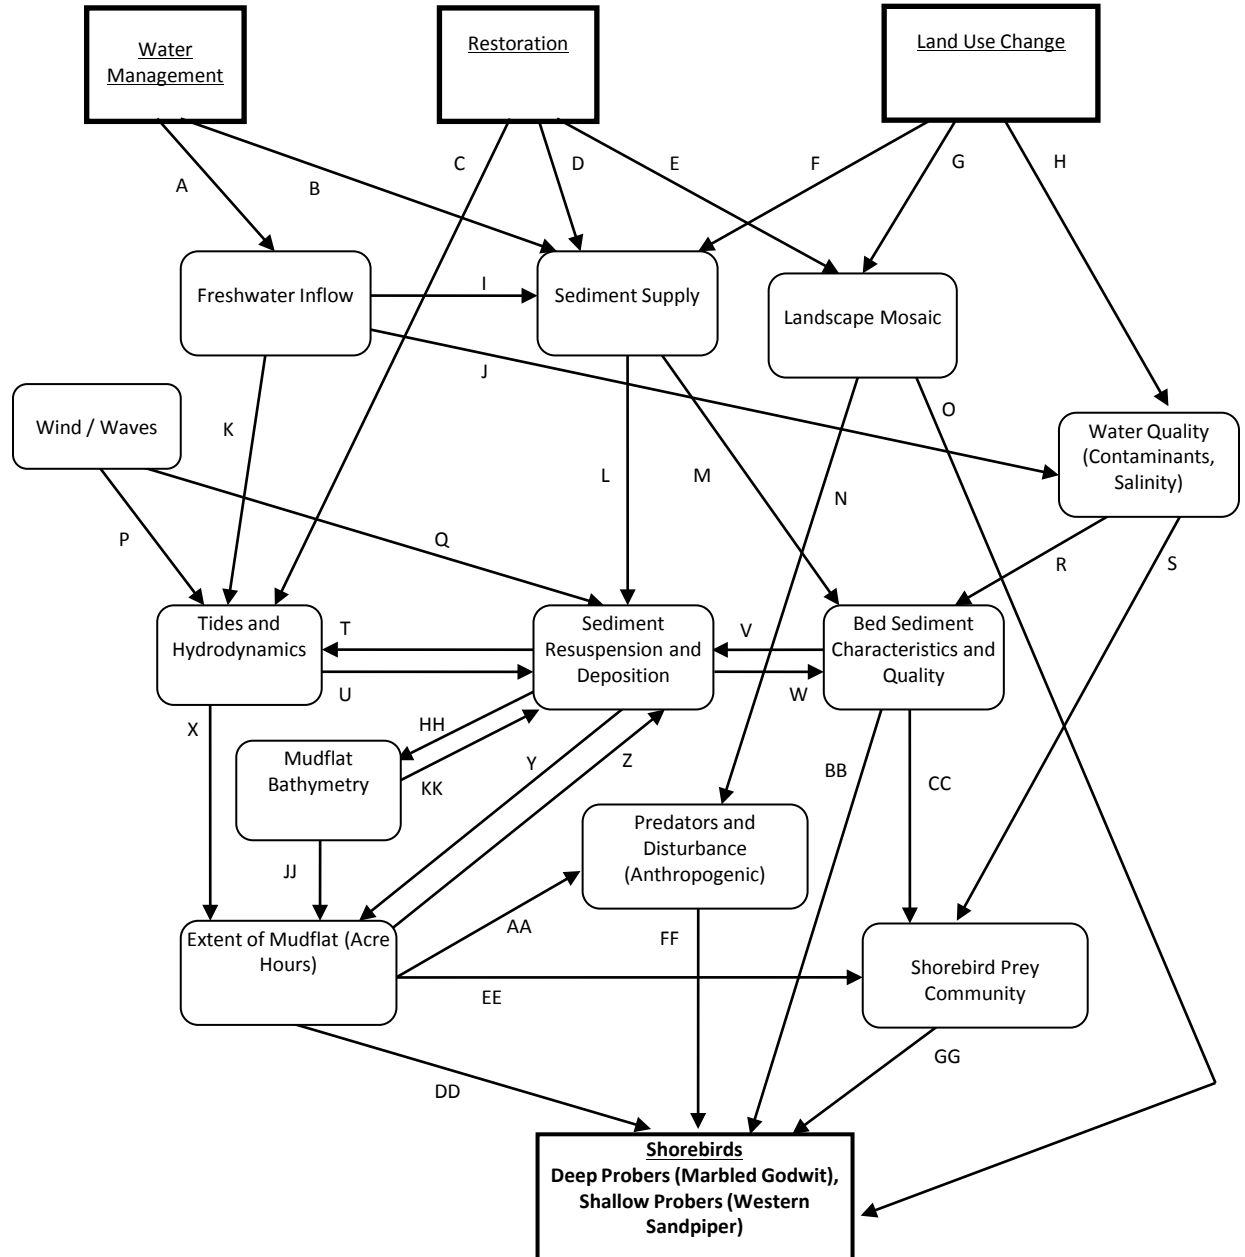 Water
Management
Restoration
Land Use Change
A
B
C
D
E
F
G
H
Freshwater Inflow
I
Sediment Supply
Landscape Mosaic
J
Wind / Waves
K
L
M
N
O
Water Quality
(Contaminants,
Salinity)
P
Q
R
S
Tides and
Hydrodynamics
T
U
Sediment
Resuspension and
Deposition
V
W
Bed Sediment
Characteristics and
Quality
X
HH
KK
Y
Z
Mudflat
Bathymetry
BB
CC
JJ
Predators and
Disturbance
(Anthropogenic)
AA
FF
Extent of Mudflat (Acre
Hours)
EE
Shorebird Prey
Community
DD
GG
Shorebirds
Deep Probers (Marbled Godwit),
Shallow Probers (Western
Sandpiper)